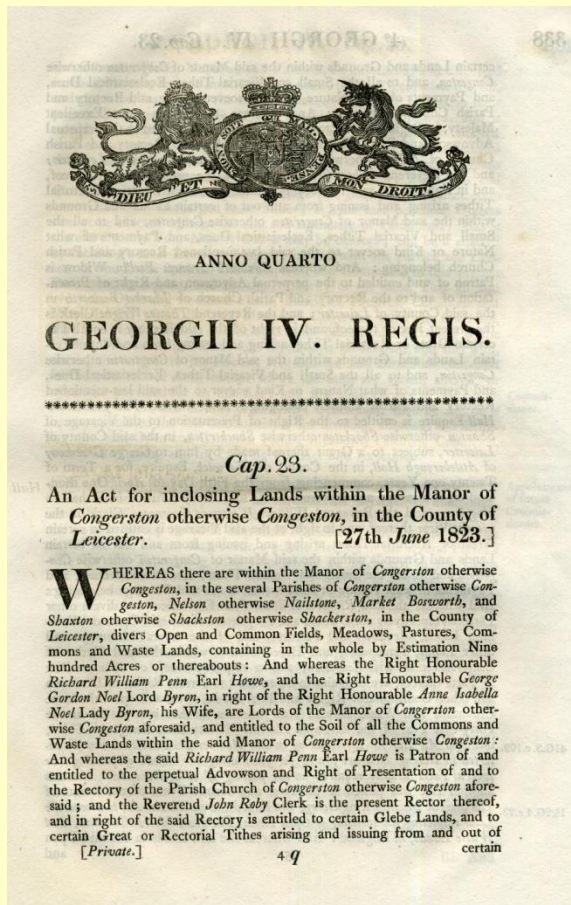 HONI SOIT QUI MAL Y PENSE
DIEU ET MON DROIT.
ANNO QUARTO
GEORGII IV. REGIS.
Cap. 23.
An Act for inclosing Lands within the Manor of
Congerston otherwise Congeston, in the County of
Leicester. [27th June 1823.]
WHEREAS there are within the Manor of Congerston otherwise
Congeston, in the several Parishes of Congerston otherwise Con-
geston, Nelson otherwise Nailstone, Market Bosworth, and
Shaxton otherwise Shackston otherwise Shackerston, in the County of
Leicester, divers Open and Common Fields, Meadows, Pastures, Com-
mons and Waste Lands, containing in the whole by Estimation Nine
hundred Acres or thereabouts: And whereas the Right Honourable
Richard William Penn Earl Howe, and the Right Honourable George
Gordon Noel Lord Byron, in right of the Right Honourable Anne Isabella
Noel Lady Byron, his Wife, are Lords of the Manor of Congerston other-
wise Congeston aforesaid, and entitled to the Soil of all the Commons and
Waste Lands within the said Manor of Congerston otherwise Congeston:
And whereas the said Richard William Penn Earl Howe is Patron of and
entitled to the perpetual Advowson and Right of Presentation of and to
the Rectory of the Parish Church of Congerston otherwise Congeston afore-
said; and the Reverend John Roby Clerk is the present Rector thereof,
and in right of the said Rectory is entitled to certain Glebe Lands, and to
certain Great or Rectorial Tithes arising and issuing from and out of
[Private.] 4 q certain